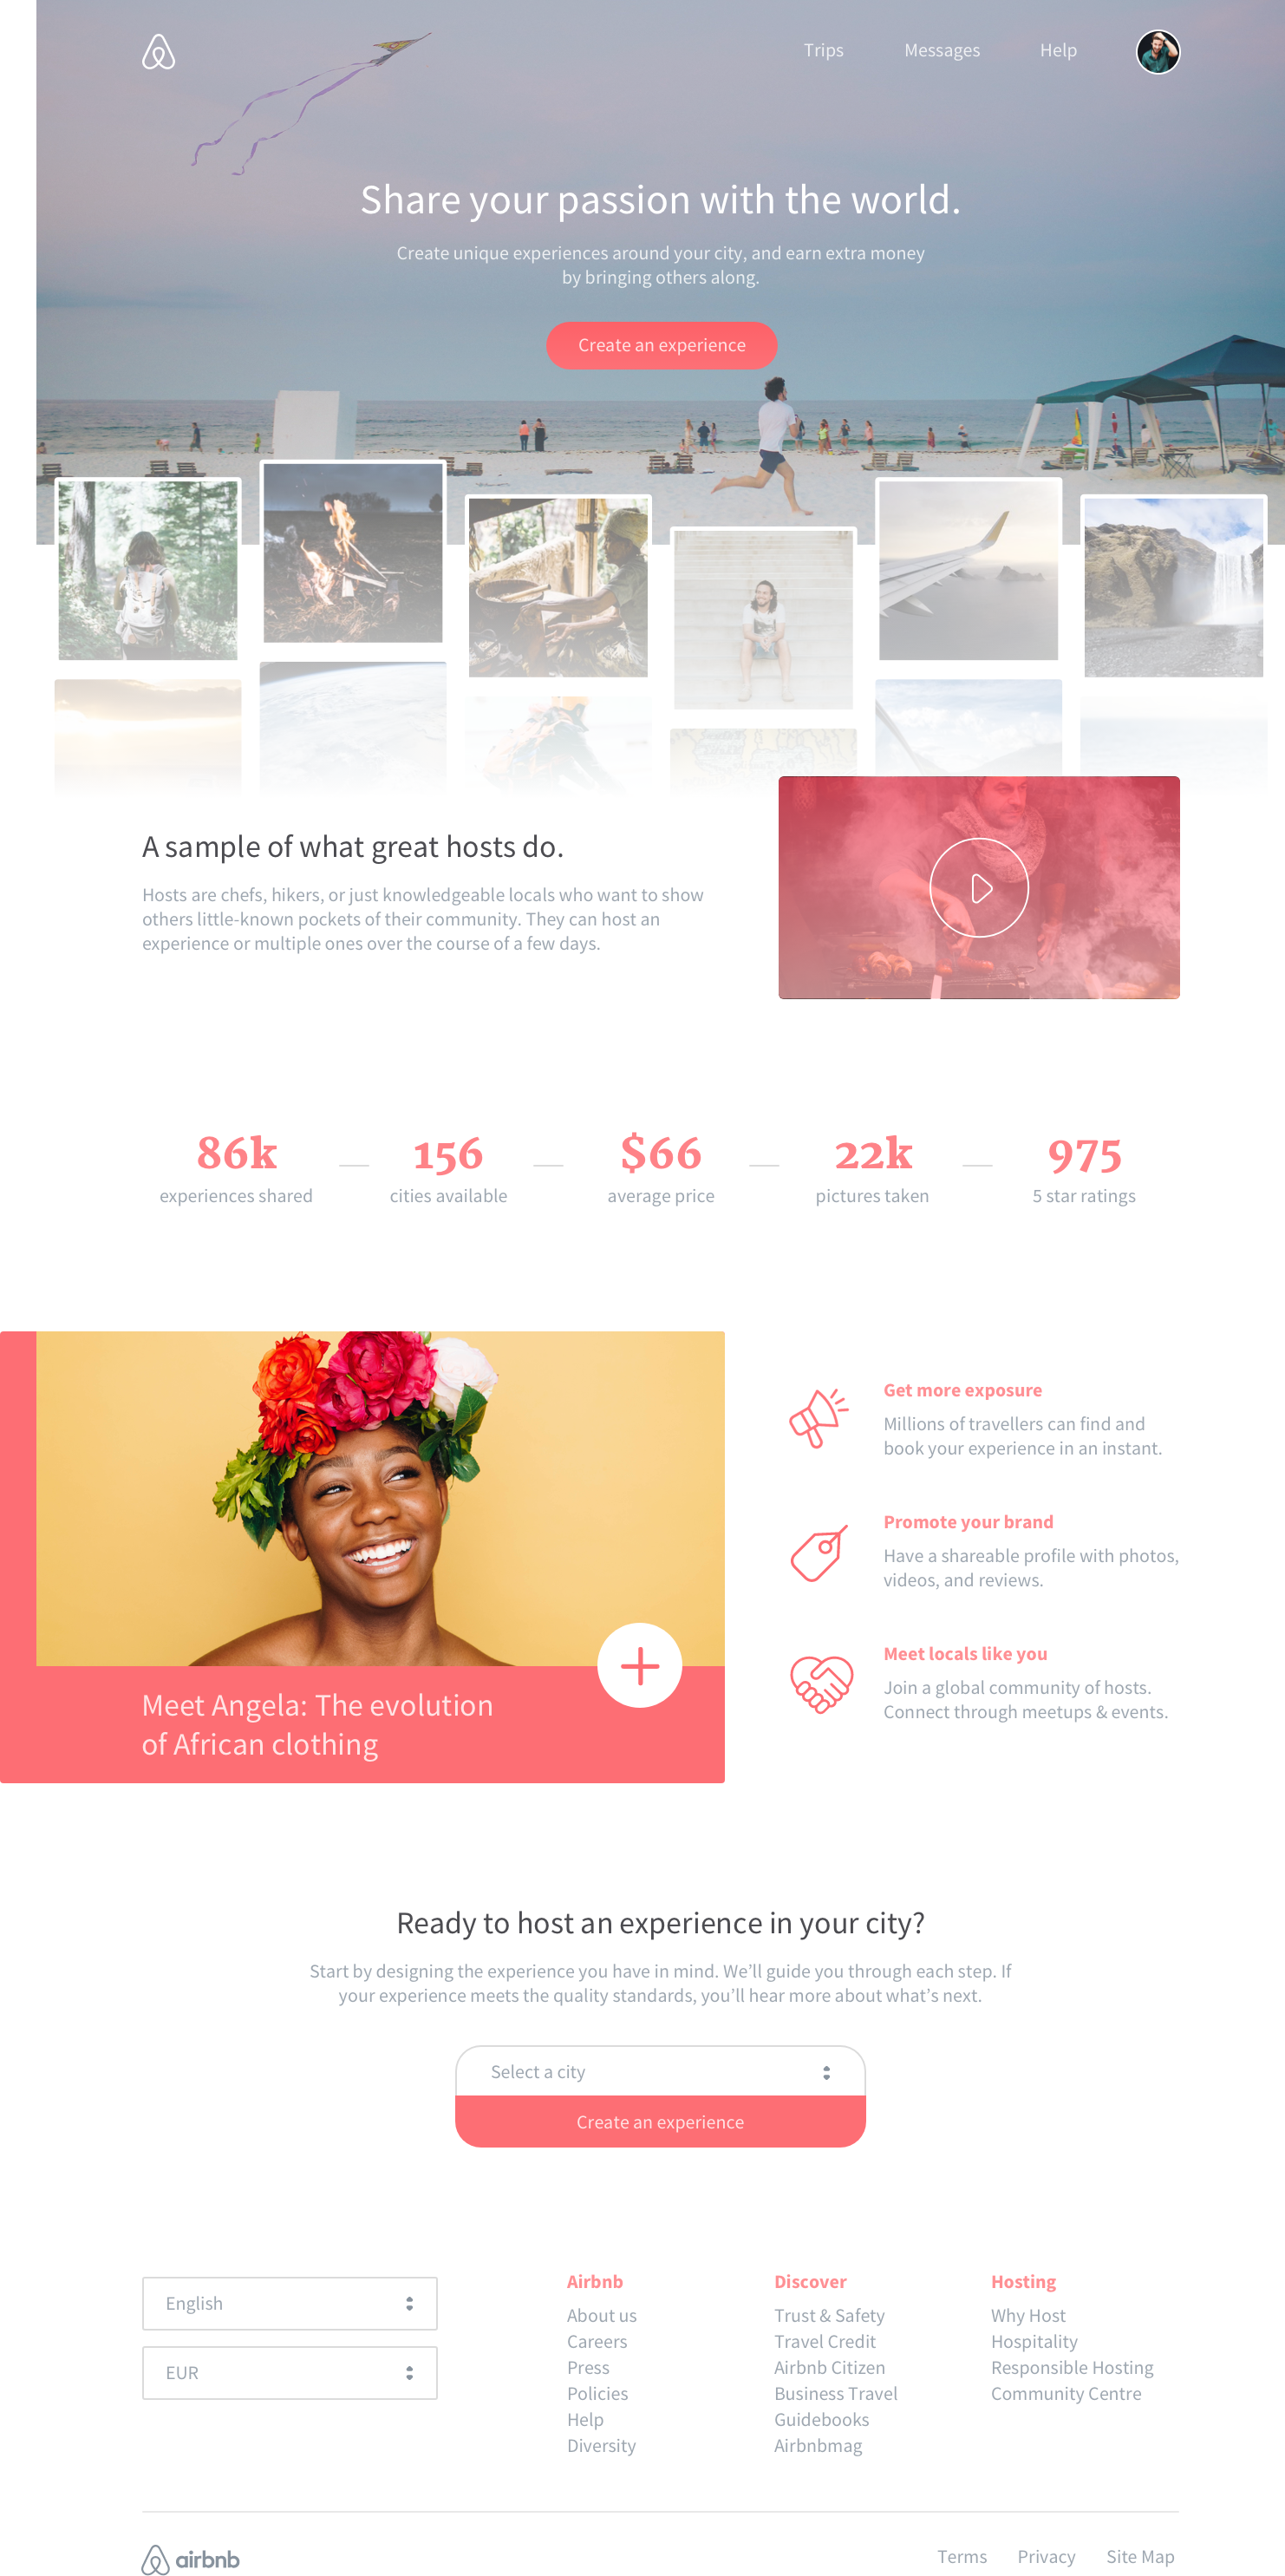 Trips Messages Help
Share your passion with the world.
Create unique experiences around your city, and earn extra money
by bringing others along.
Create an experience
A sample of what great hosts do.
Hosts are chefs, hikers, or just knowledgeable locals who want to show
others little-known pockets of their community. They can host an
experience or multiple ones over the course of a few days.
86k
experiences shared
156
cities available
$66
average price
22k
pictures taken
975
5 star ratings
Meet Angela: The evolution
of African clothing
Get more exposure
Millions of travellers can find and
book your experience in an instant.
Promote your brand
Have a shareable profile with photos,
videos, and reviews.
Meet locals like you
Join a global community of hosts.
Connect through meetups & events.
Ready to host an experience in your city?
Start by designing the experience you have in mind. We’ll guide you through each step. If
your experience meets the quality standards, you’ll hear more about what’s next.
Select a city
Create an experience
English
EUR
Airbnb
About us
Careers
Press
Policies
Help
Diversity
Discover
Trust & Safety
Travel Credit
Airbnb Citizen
Business Travel
Guidebooks
Airbnbmag
Hosting
Why Host
Hospitality
Responsible Hosting
Community Centre
airbnb
Terms Privacy Site Map